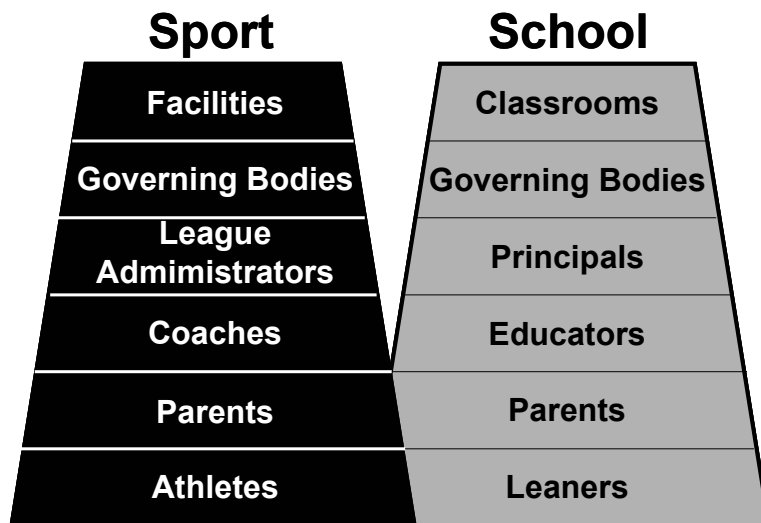 Sport
School
Facilities
Classrooms
Governing Bodies
Governing Bodies
League
Admimistrators
Principals
Coaches
Educators
Parents
Parents
Athletes
Leaners